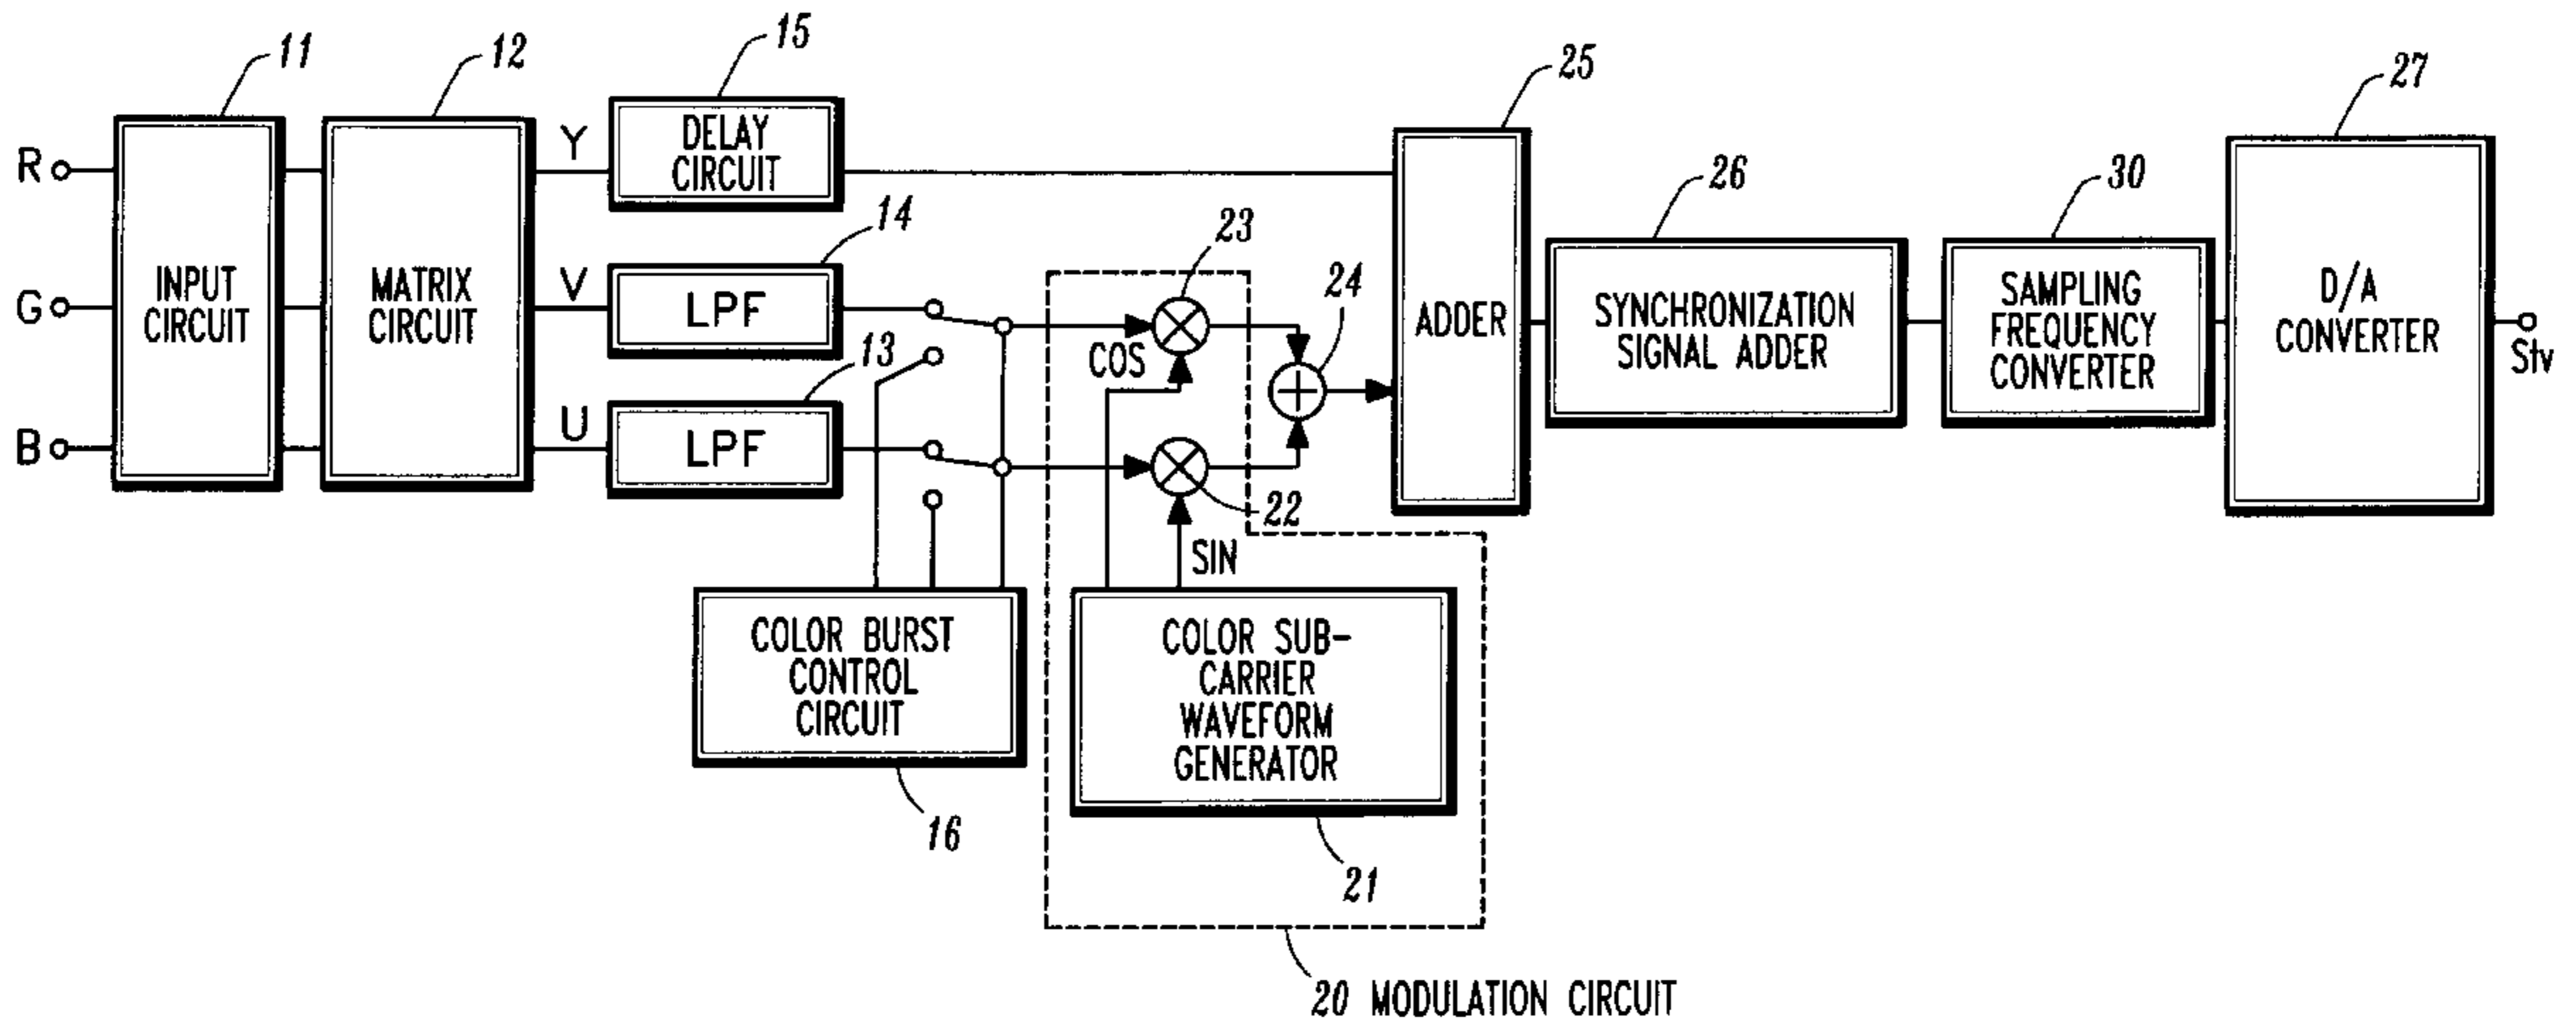 11
12
15
25
27
R
G
B
INPUT
CIRCUIT
MATRIX
CIRCUIT
Y
V
U
DELAY
CIRCUIT
14
LPF
13
LPF
23
COS
24
22
SIN
ADDER
26
SYNCHRONIZATION
SIGNAL ADDER
30
SAMPLING
FREQUENCY
CONVERTER
D/A
CONVERTER
Stv
COLOR BURST
CONTROL
CIRCUIT
16
COLOR SUB-
CARRIER
WAVEFORM
GENERATOR
21
20 MODULATION CIRCUIT